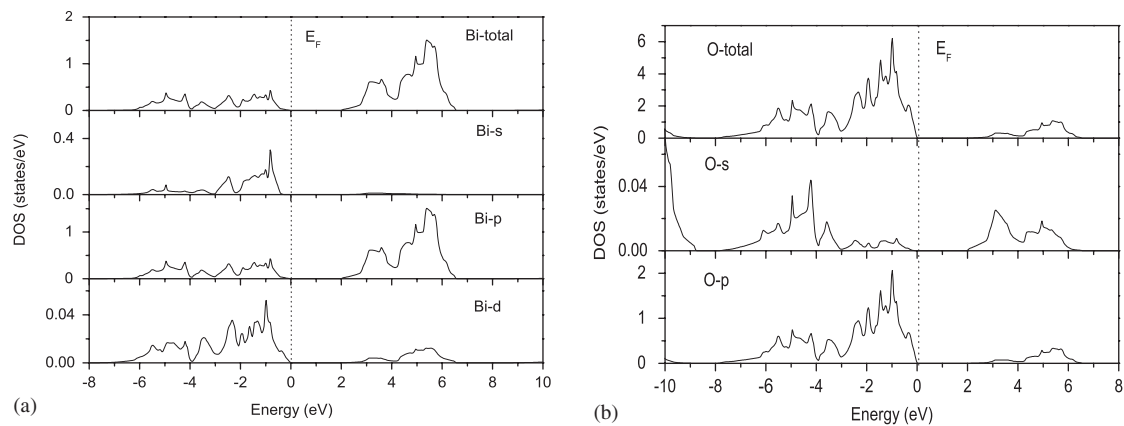 2
1
0
E_F
Bi-total
0.4
0.0
Bi-s
1
0
Bi-p
0.04
0.00
Bi-d
DOS (states/eV)
-8 -6 -4 -2 0 2 4 6 8 10
Energy (eV)
(a)
6
4
2
0
O-total
E_F
0.04
0.00
O-s
2
1
0
O-p
DOS (states/eV)
-10 -8 -6 -4 -2 0 2 4 6 8
Energy (eV)
(b)